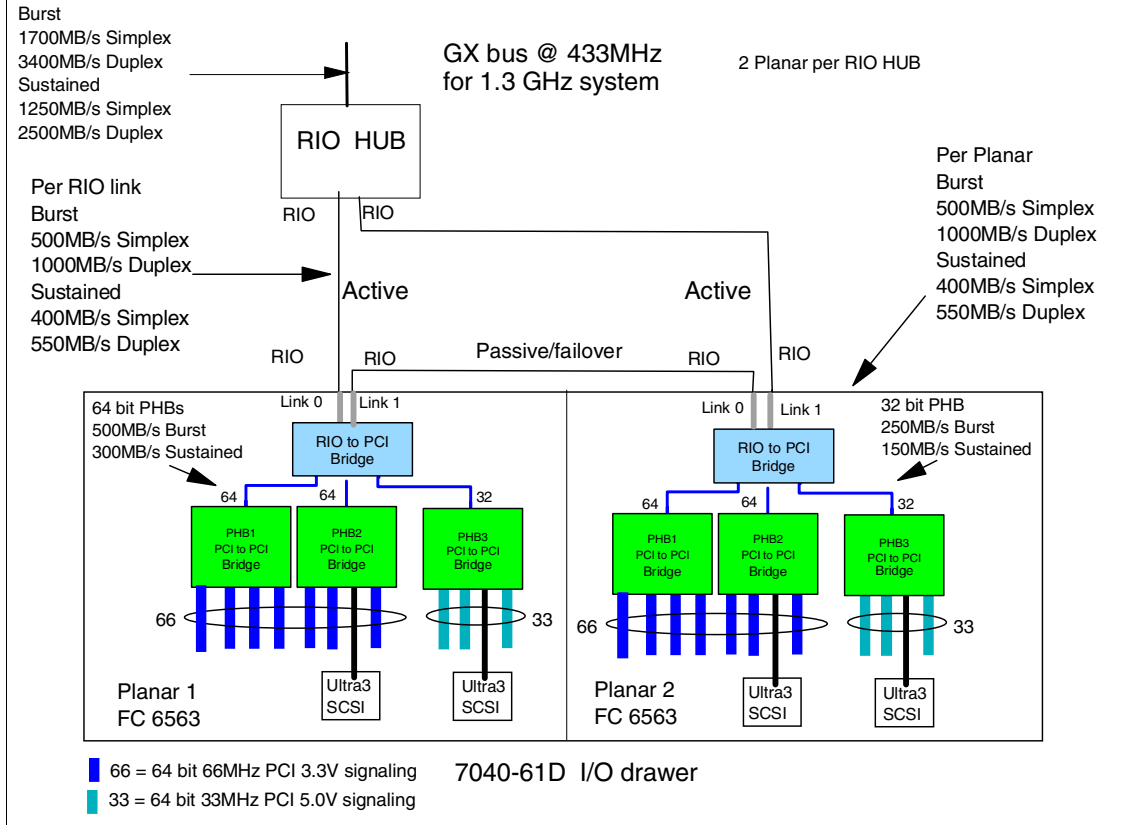 Burst
1700MB/s Simplex
3400MB/s Duplex
Sustained
1250MB/s Simplex
2500MB/s Duplex
GX bus @ 433MHz
for 1.3 GHz system
2 Planar per RIO HUB
RIO HUB
Per RIO link
Burst
500MB/s Simplex
1000MB/s Duplex
Sustained
400MB/s Simplex
550MB/s Duplex
RIO
RIO
Per Planar
Burst
500MB/s Simplex
1000MB/s Duplex
Sustained
400MB/s Simplex
550MB/s Duplex
Active
Active
RIO
RIO
Passive/failover
RIO
RIO
64 bit PHBs
500MB/s Burst
300MB/s Sustained
Link 0
Link 1
RIO to PCI
Bridge
64
64
32
PHB1
PCI to PCI
Bridge
PHB2
PCI to PCI
Bridge
PHB3
PCI to PCI
Bridge
66
33
Ultra3
SCSI
Ultra3
SCSI
Planar 1
FC 6563
Link 0
Link 1
32 bit PHB
250MB/s Burst
150MB/s Sustained
RIO to PCI
Bridge
64
64
32
PHB1
PCI to PCI
Bridge
PHB2
PCI to PCI
Bridge
PHB3
PCI to PCI
Bridge
66
33
Ultra3
SCSI
Ultra3
SCSI
Planar 2
FC 6563
66 = 64 bit 66MHz PCI 3.3V signaling
33 = 64 bit 33MHz PCI 5.0V signaling
7040-61D I/O drawer